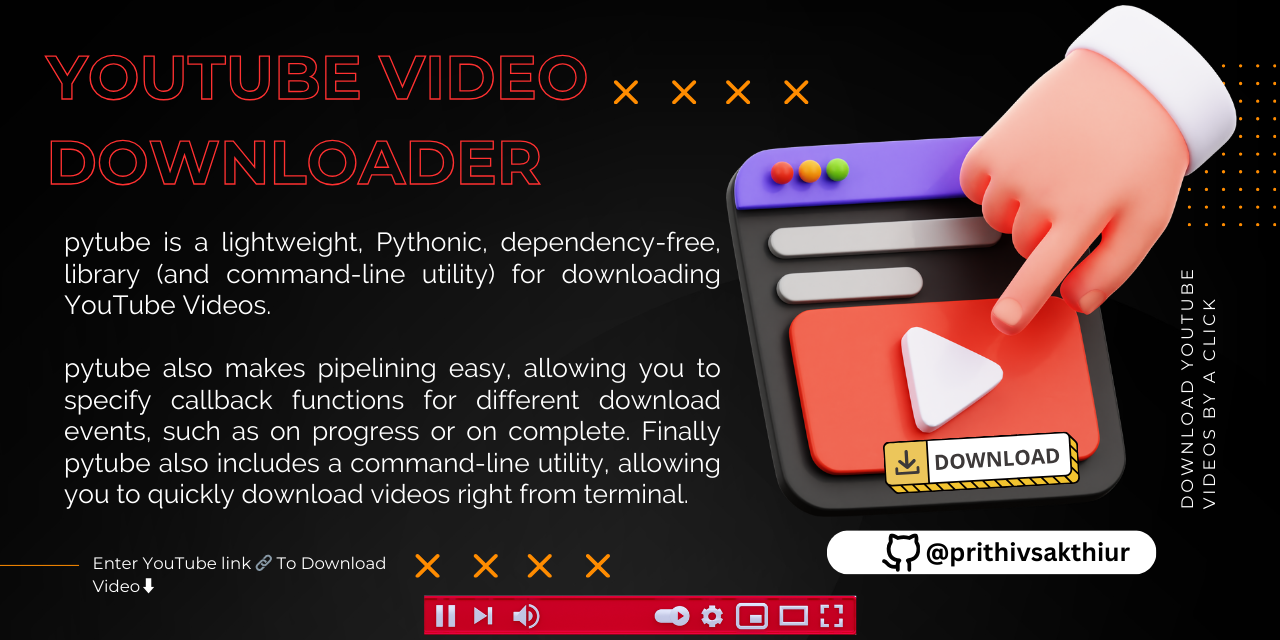 YOUTUBE VIDEO
DOWNLOADER
pytube is a lightweight, Pythonic, dependency-free,
library (and command-line utility) for downloading
YouTube Videos.
pytube also makes pipelining easy, allowing you to
specify callback functions for different download
events, such as on progress or on complete. Finally
pytube also includes a command-line utility, allowing
you to quickly download videos right from terminal.
Enter YouTube link 🔗 To Download
Video⬇
DOWNLOAD
@prithivsakthiur
DOWNLOAD YOUTUBE
VIDEOS BY A CLICK